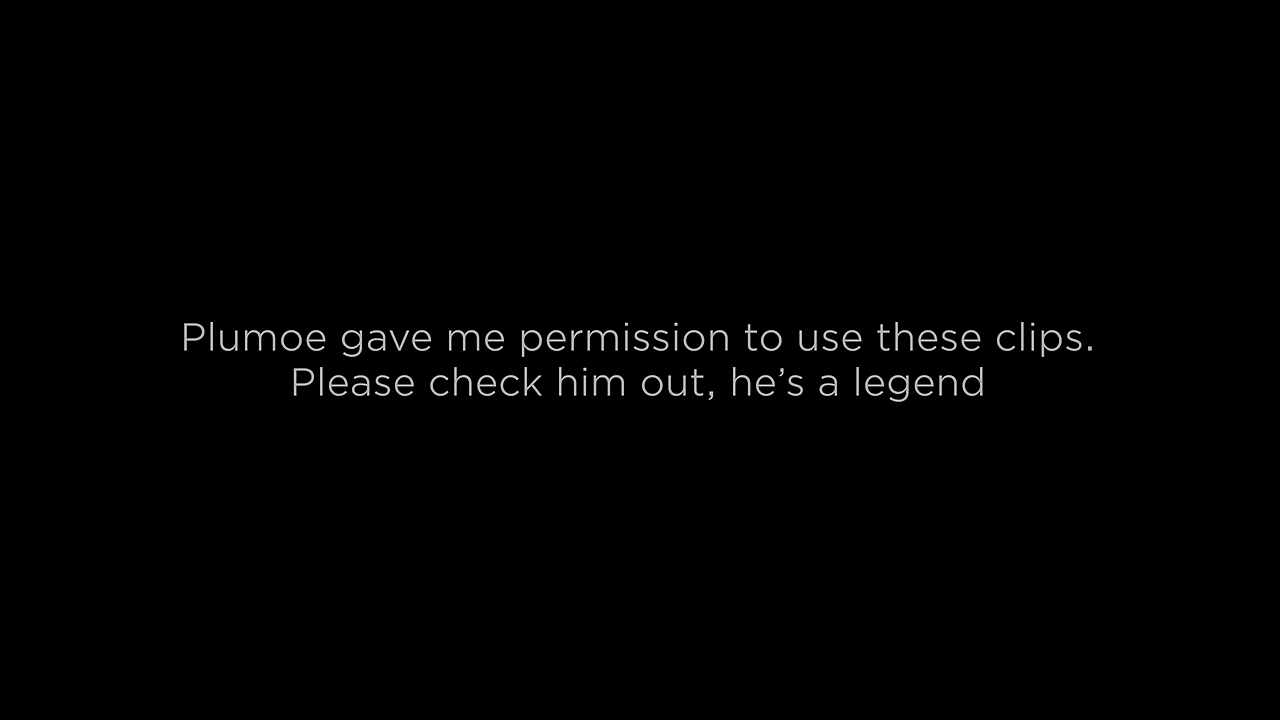 Plumoe gave me permission to use these clips.
Please check him out, he’s a legend